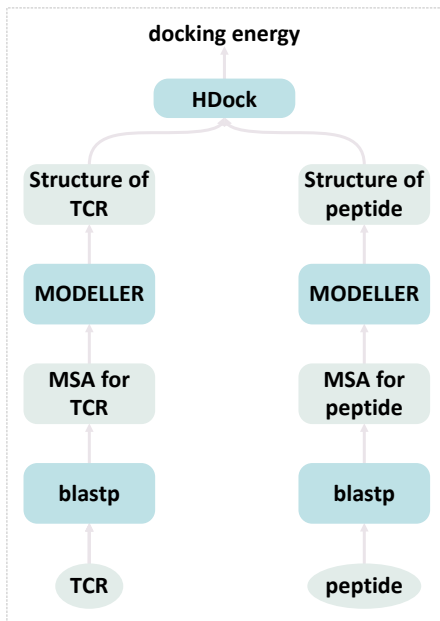 docking energy
HDock
Structure of
TCR
Structure of
peptide
MODELLER
MODELLER
MSA for
TCR
MSA for
peptide
blastp
blastp
TCR
peptide